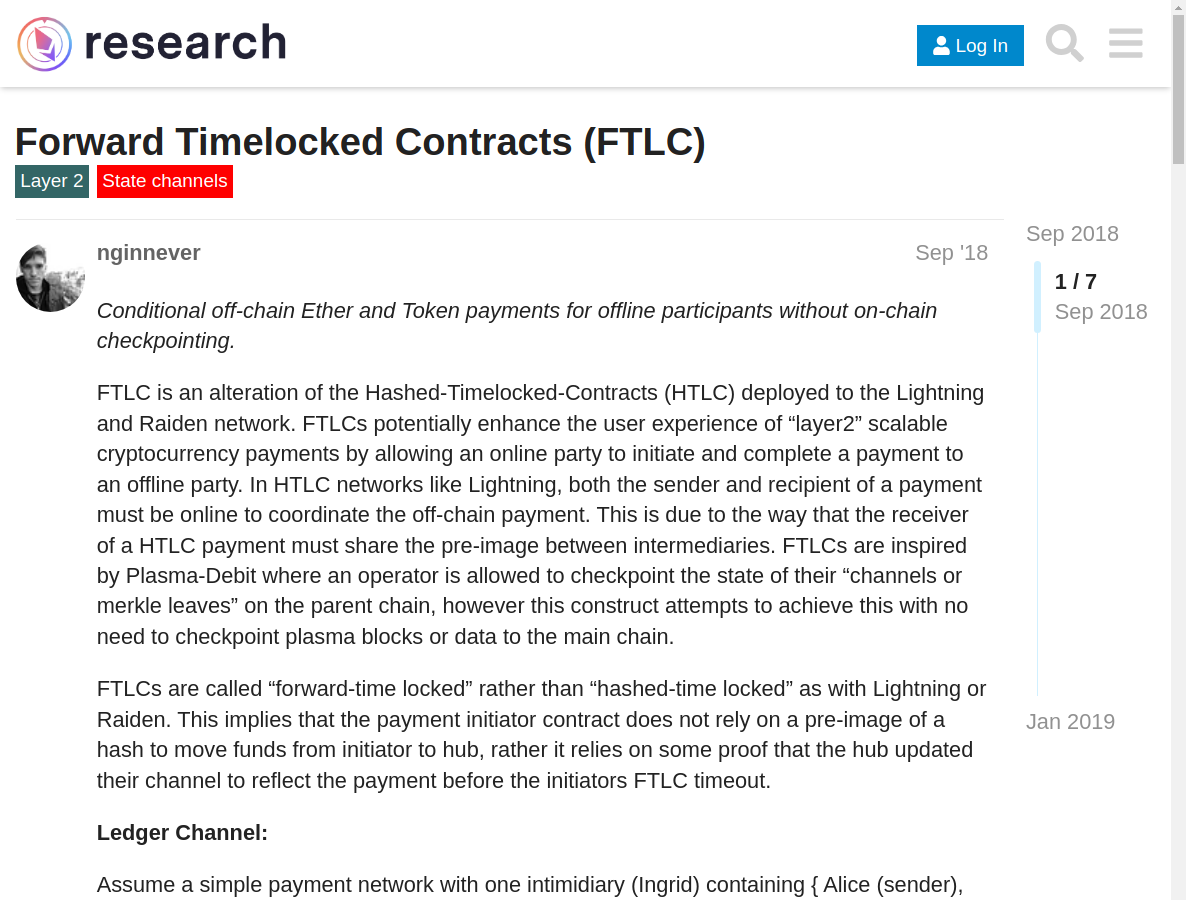 research
Log In
Forward Timelocked Contracts (FTLC)
Layer 2 State channels
nginnever Sep '18
Sep 2018
1 / 7
Sep 2018
Jan 2019
Conditional off-chain Ether and Token payments for offline participants without on-chain
checkpointing.
FTLC is an alteration of the Hashed-Timelocked-Contracts (HTLC) deployed to the Lightning
and Raiden network. FTLCs potentially enhance the user experience of “layer2” scalable
cryptocurrency payments by allowing an online party to initiate and complete a payment to
an offline party. In HTLC networks like Lightning, both the sender and recipient of a payment
must be online to coordinate the off-chain payment. This is due to the way that the receiver
of a HTLC payment must share the pre-image between intermediaries. FTLCs are inspired
by Plasma-Debit where an operator is allowed to checkpoint the state of their “channels or
merkle leaves” on the parent chain, however this construct attempts to achieve this with no
need to checkpoint plasma blocks or data to the main chain.
FTLCs are called “forward-time locked” rather than “hashed-time locked” as with Lightning or
Raiden. This implies that the payment initiator contract does not rely on a pre-image of a
hash to move funds from initiator to hub, rather it relies on some proof that the hub updated
their channel to reflect the payment before the initiators FTLC timeout.
Ledger Channel:
Assume a simple payment network with one intimidiary (Ingrid) containing { Alice (sender),